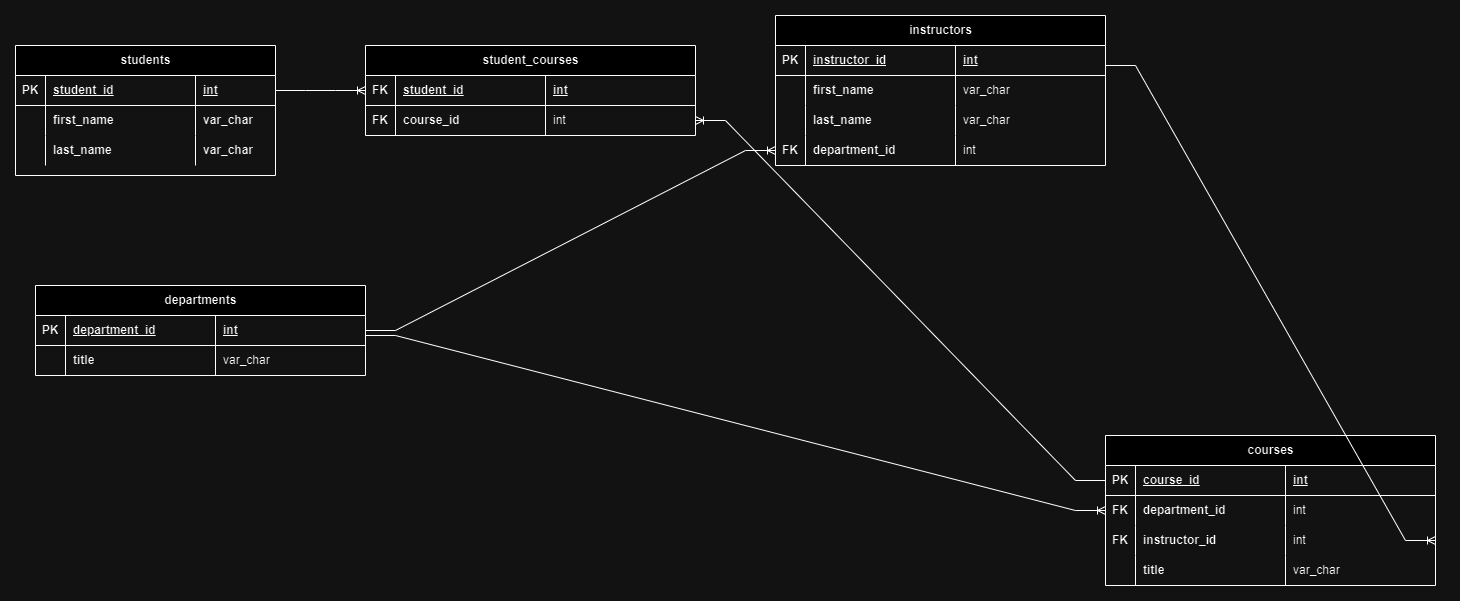 students
PK student_id int
first_name var_char
last_name var_char
student_courses
FK student_id int
FK course_id int
instructors
PK instructor_id int
first_name var_char
last_name var_char
FK department_id int
departments
PK department_id int
title var_char
courses
PK course_id int
FK department_id int
FK instructor_id int
title var_char